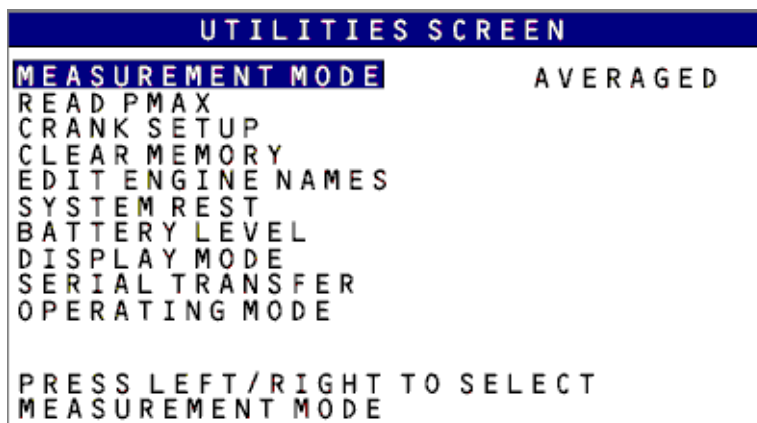 UTILITIES SCREEN
MEASUREMENT MODE AVERAGED
READ PMAX
CRANK SETUP
CLEAR MEMORY
EDIT ENGINE NAMES
SYSTEM REST
BATTERY LEVEL
DISPLAY MODE
SERIAL TRANSFER
OPERATING MODE
PRESS LEFT/RIGHT TO SELECT
MEASUREMENT MODE